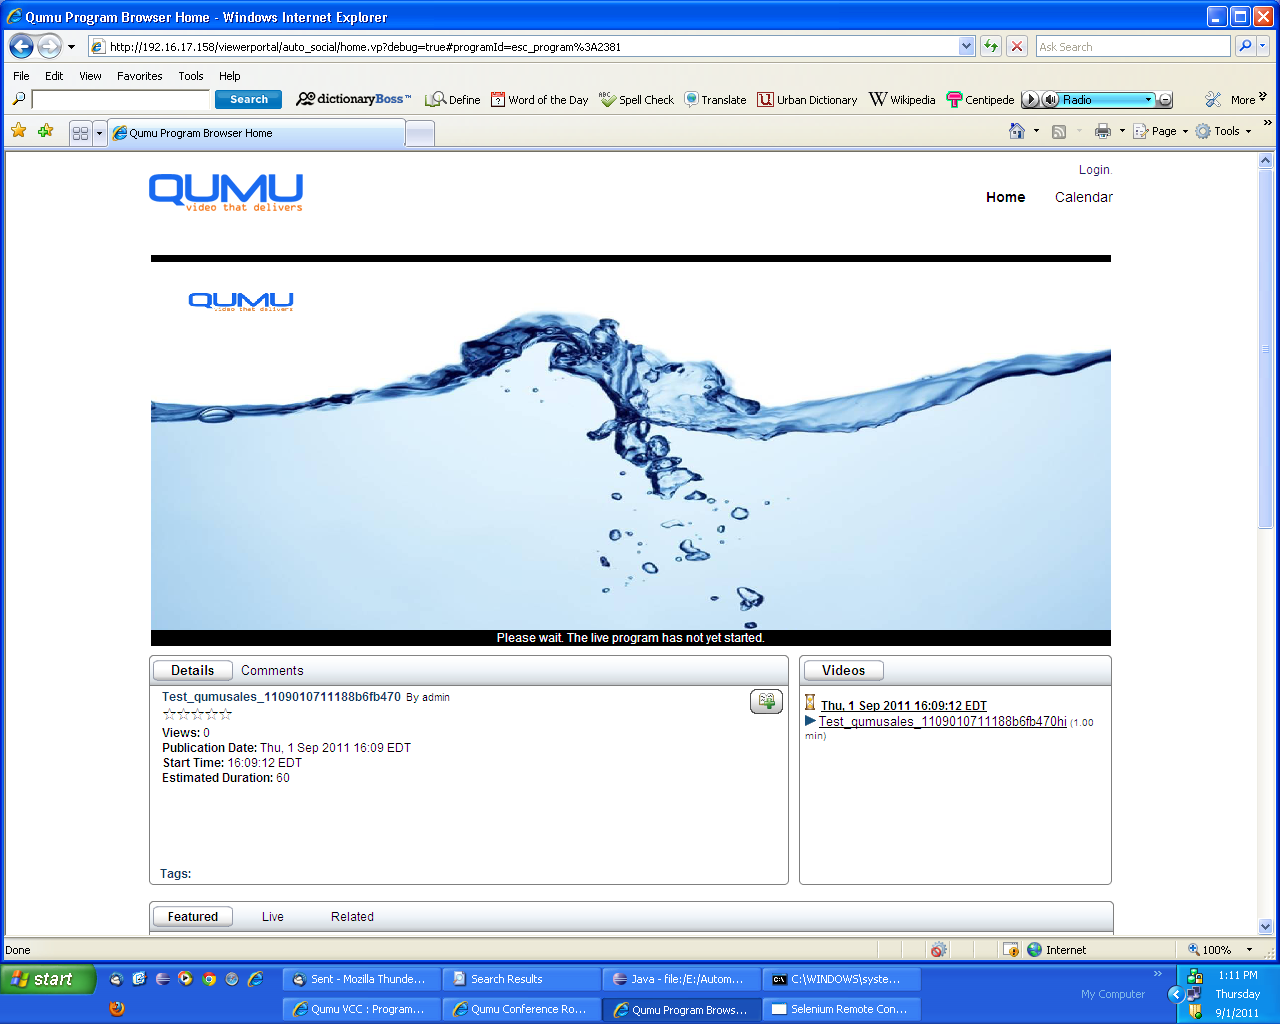 Qumu Program Browser Home - Windows Internet Explorer
http://192.16.17.158/viewerportal/auto_social/home.vp?debug=true#programId=esc_program%3A2381
Ask Search
File Edit View Favorites Tools Help
Search dictionaryBoss™ Define Word of the Day Spell Check Translate Urban Dictionary Wikipedia Centipede Radio More
Qumu Program Browser Home
Page Tools
Login
QUMU
video that delivers
Home Calendar
QUMU
video that delivers
Please wait. The live program has not yet started.
Details Comments
Test_qumusales_1109010711188b6fb470 By admin
Views: 0
Publication Date: Thu, 1 Sep 2011 16:09 EDT
Start Time: 16:09:12 EDT
Estimated Duration: 60
Tags:
Videos
Thu, 1 Sep 2011 16:09:12 EDT
Test_qumusales_1109010711188b6fb470hi (1.00
min)
Featured Live Related
Done
Internet
100%
start
Sent - Mozilla Thunde...
Search Results
Java - file:/E:/Autom...
C:\WINDOWS\syste...
Qumu VCC : Program...
Qumu Conference Ro...
Qumu Program Brows...
Selenium Remote Con...
My Computer
1:11 PM
Thursday
9/1/2011